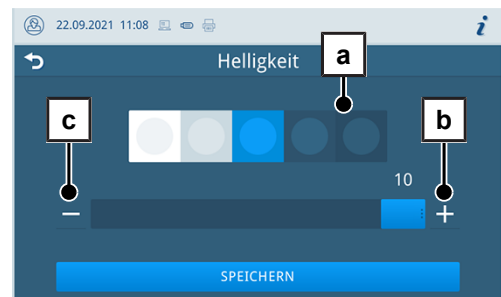 22.09.2021 11:08 i
Helligkeit
a
c
b
10
− +
SPEICHERN